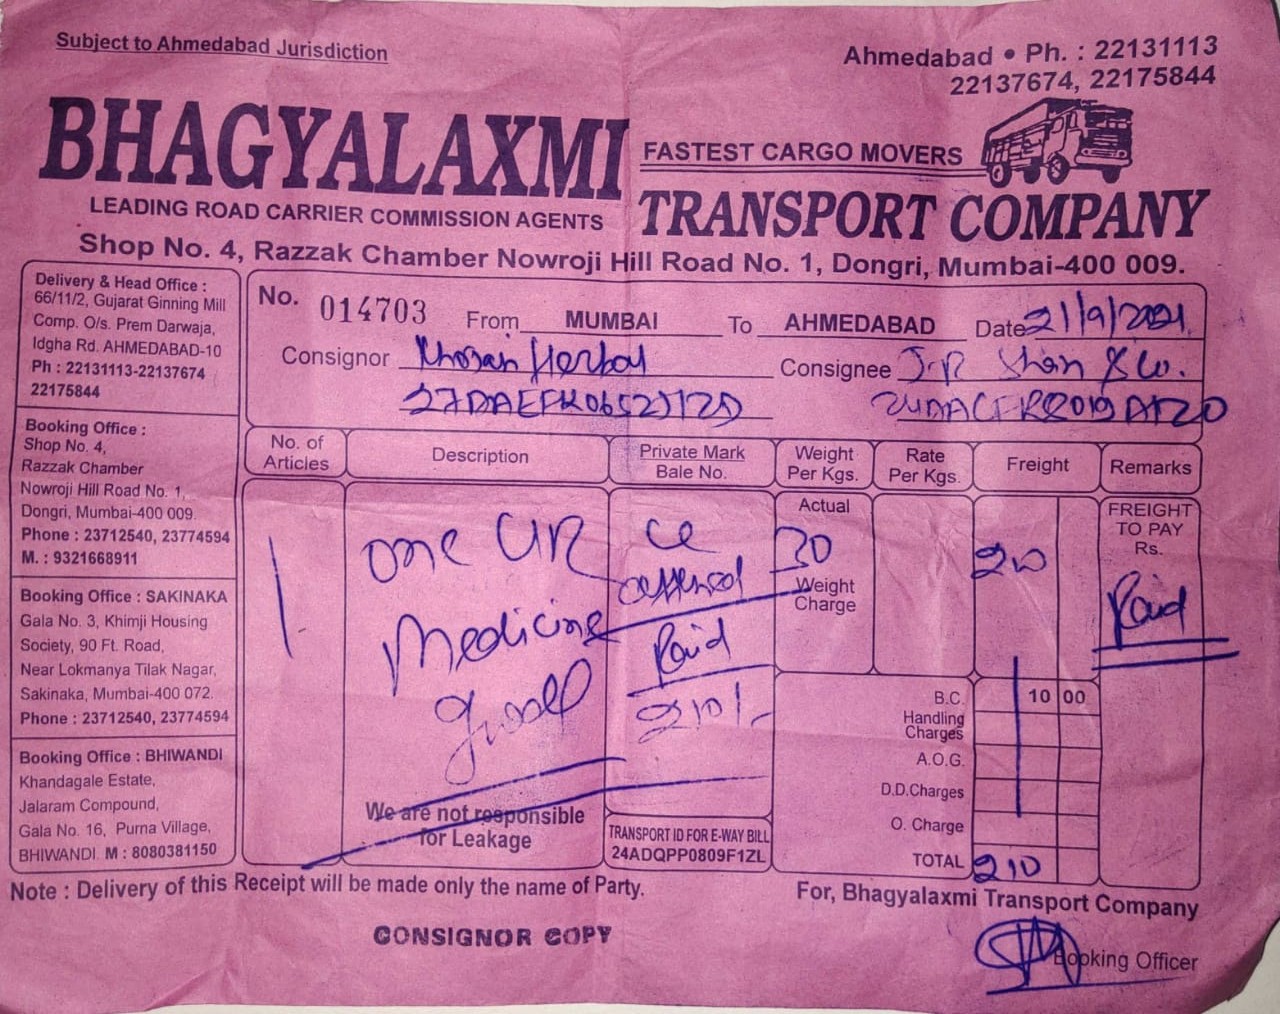 Subject to Ahmedabad Jurisdiction
Ahmedabad • Ph. : 22131113
22137674, 22175844
BHAGYALAXMI
FASTEST CARGO MOVERS
TRANSPORT COMPANY
LEADING ROAD CARRIER COMMISSION AGENTS
Shop No. 4, Razzak Chamber Nowroji Hill Road No. 1, Dongri, Mumbai-400 009.
Delivery & Head Office :
66/11/2, Gujarat Ginning Mill
Comp. O/s. Prem Darwaja,
Idgha Rd. AHMEDABAD-10
Ph : 22131113-22137674
22175844
Booking Office :
Shop No. 4,
Razzak Chamber
Nowroji Hill Road No. 1,
Dongri, Mumbai-400 009.
Phone : 23712540, 23774594
M. : 9321668911
Booking Office : SAKINAKA
Gala No. 3, Khimji Housing
Society, 90 Ft. Road,
Near Lokmanya Tilak Nagar,
Sakinaka, Mumbai-400 072.
Phone : 23712540, 23774594
Booking Office : BHIWANDI
Khandagale Estate,
Jalaram Compound,
Gala No. 16, Purna Village,
BHIWANDI. M : 8080381150
No. 014703 From MUMBAI To AHMEDABAD Date 21/9/2021
Consignor Herbal Consignee J.R & Co.
No. of Articles Description Private Mark Bale No. Weight Per Kgs. Rate Per Kgs. Freight Remarks
Actual
FREIGHT
TO PAY
Rs.
one
30
Weight
Charge
Paid
Medicine
Paid
210/-
B.C. 10 00
Handling
Charges
A.O.G.
D.D.Charges
O. Charge
TOTAL 210
We are not responsible
for Leakage
TRANSPORT ID FOR E-WAY BILL
24ADQPP0809F1ZL
Note : Delivery of this Receipt will be made only the name of Party.
For, Bhagyalaxmi Transport Company
CONSIGNOR COPY
Booking Officer